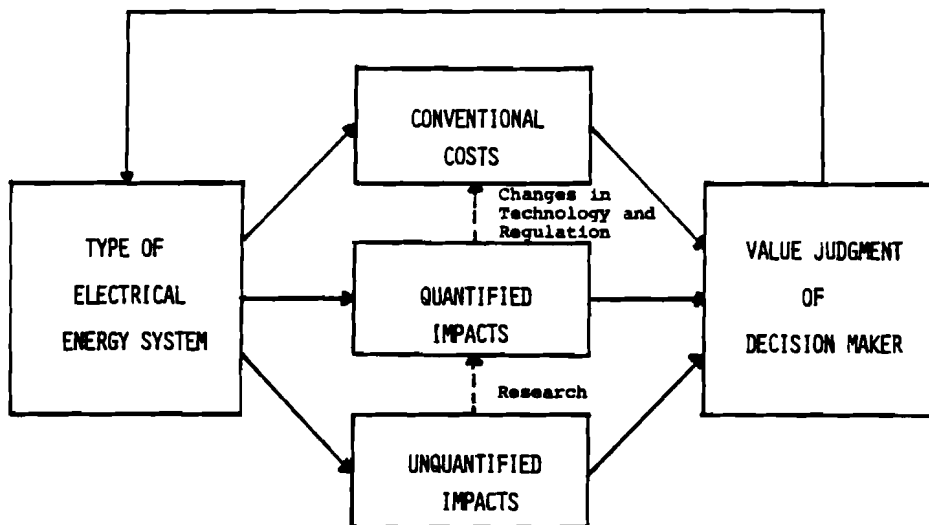 CONVENTIONAL
COSTS
Changes in
Technology and
Regulation
TYPE OF
ELECTRICAL
ENERGY SYSTEM
QUANTIFIED
IMPACTS
VALUE JUDGMENT
OF
DECISION MAKER
Research
UNQUANTIFIED
IMPACTS